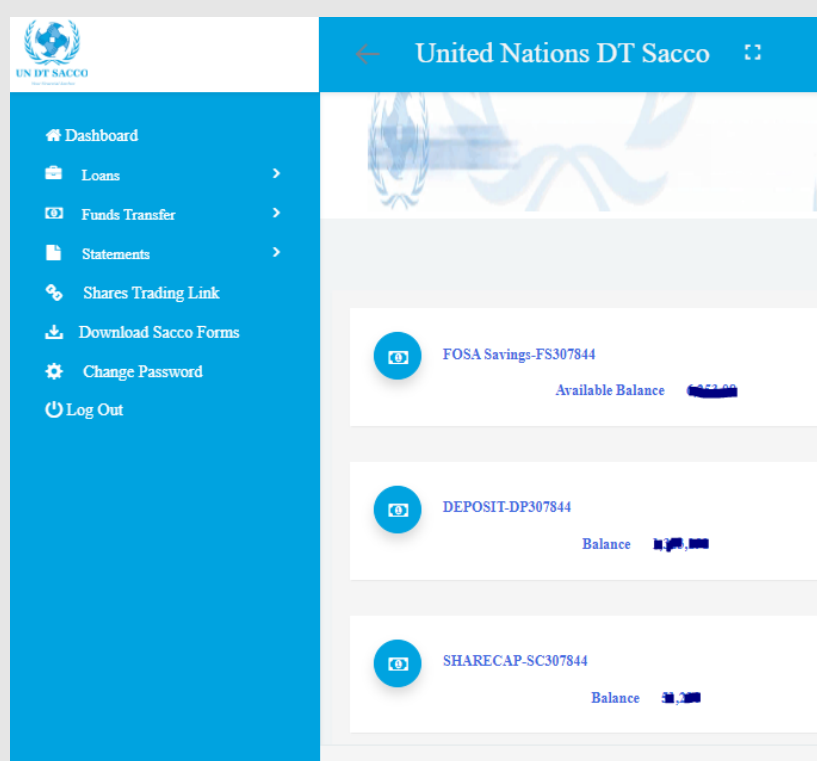 UN DT SACCO
United Nations DT Sacco
Dashboard
Loans
Funds Transfer
Statements
Shares Trading Link
Download Sacco Forms
Change Password
Log Out
FOSA Savings-FS307844
Available Balance
DEPOSIT-DP307844
Balance
SHARECAP-SC307844
Balance